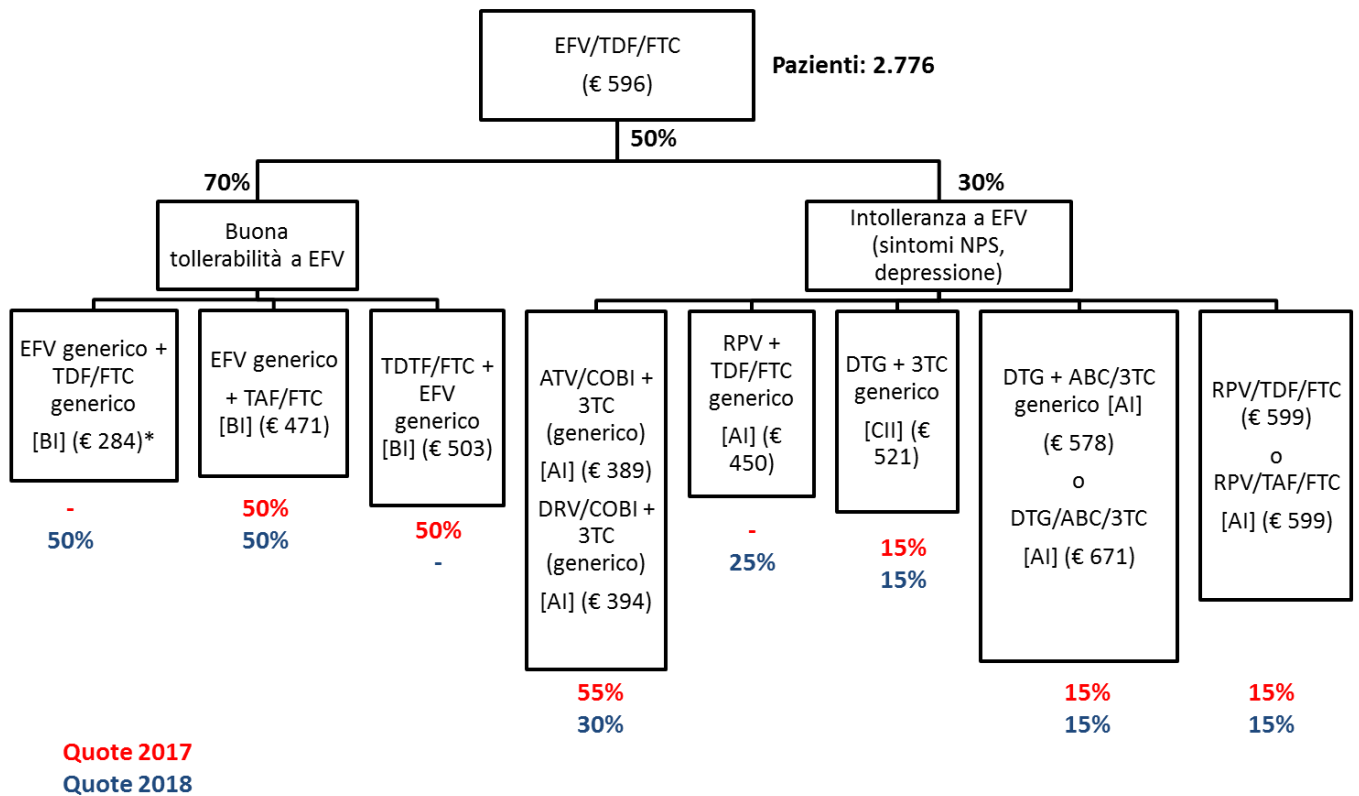 EFV/TDF/FTC
(€ 596)
Pazienti: 2.776
50%
70%
30%
Buona
tollerabilità a EFV
Intolleranza a EFV
(sintomi NPS,
depressione)
EFV generico +
TDF/FTC
generico
[BI] (€ 284)*
-
50%
EFV generico
+ TAF/FTC
[BI] (€ 471)
50%
50%
TDTF/FTC +
EFV
generico
[BI] (€ 503)
50%
-
ATV/COBI +
3TC
(generico)
[AI] (€ 389)
DRV/COBI +
3TC
(generico)
[AI] (€ 394)
55%
30%
RPV +
TDF/FTC
generico
[AI] (€
450)
-
25%
DTG + 3TC
generico
[CII] (€
521)
15%
15%
DTG + ABC/3TC
generico [AI]
(€ 578)
o
DTG/ABC/3TC
[AI] (€ 671)
15%
15%
RPV/TDF/FTC
(€ 599)
o
RPV/TAF/FTC
[AI] (€ 599)
15%
15%
Quote 2017
Quote 2018